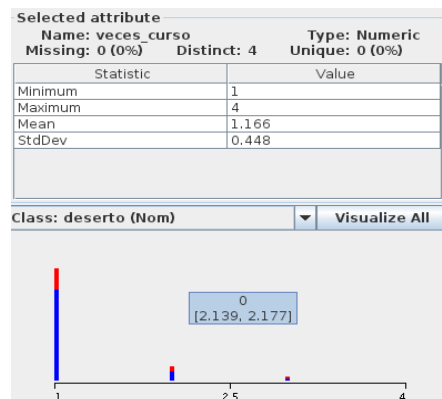 Selected attribute
Name: veces_curso Type: Numeric
Missing: 0 (0%) Distinct: 4 Unique: 0 (0%)
Statistic Value
Minimum 1
Maximum 4
Mean 1.166
StdDev 0.448
Class: deserto (Nom) Visualize All
0
[2.139, 2.177]
1 2.5 4